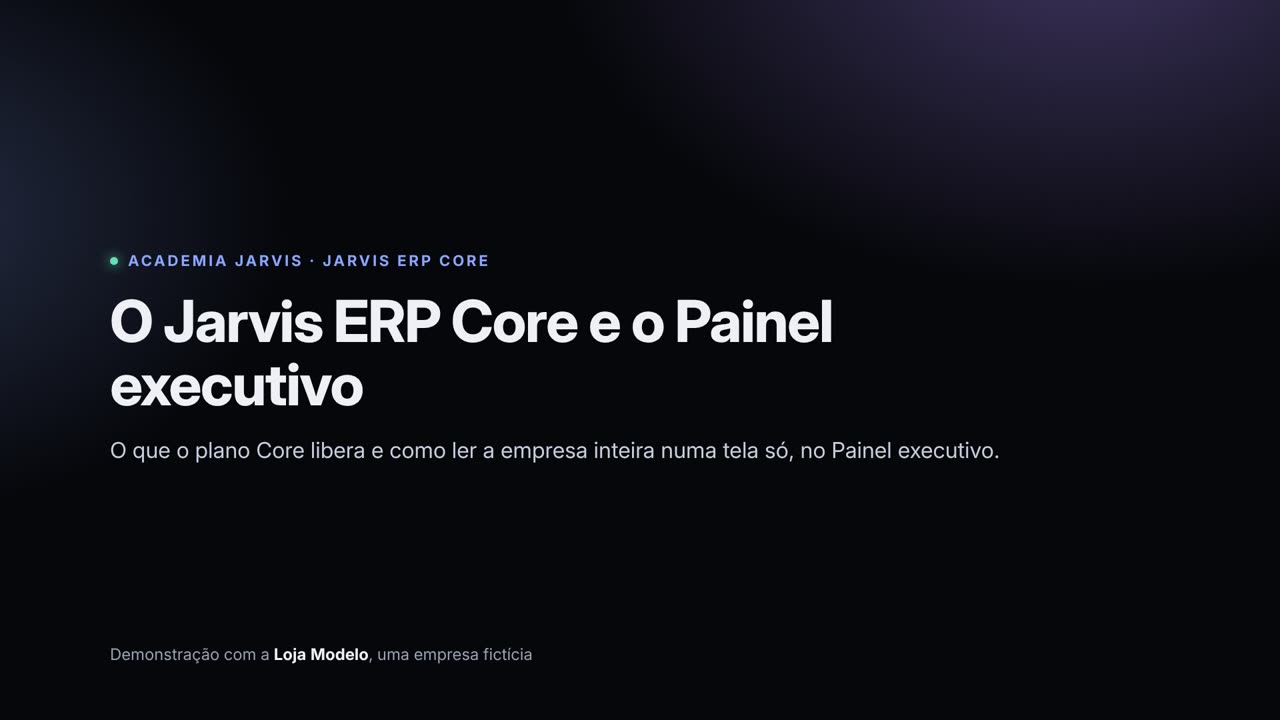 ACADEMIA JARVIS · JARVIS ERP CORE
O Jarvis ERP Core e o Painel
executivo
O que o plano Core libera e como ler a empresa inteira numa tela só, no Painel executivo.
Demonstração com a Loja Modelo, uma empresa fictícia